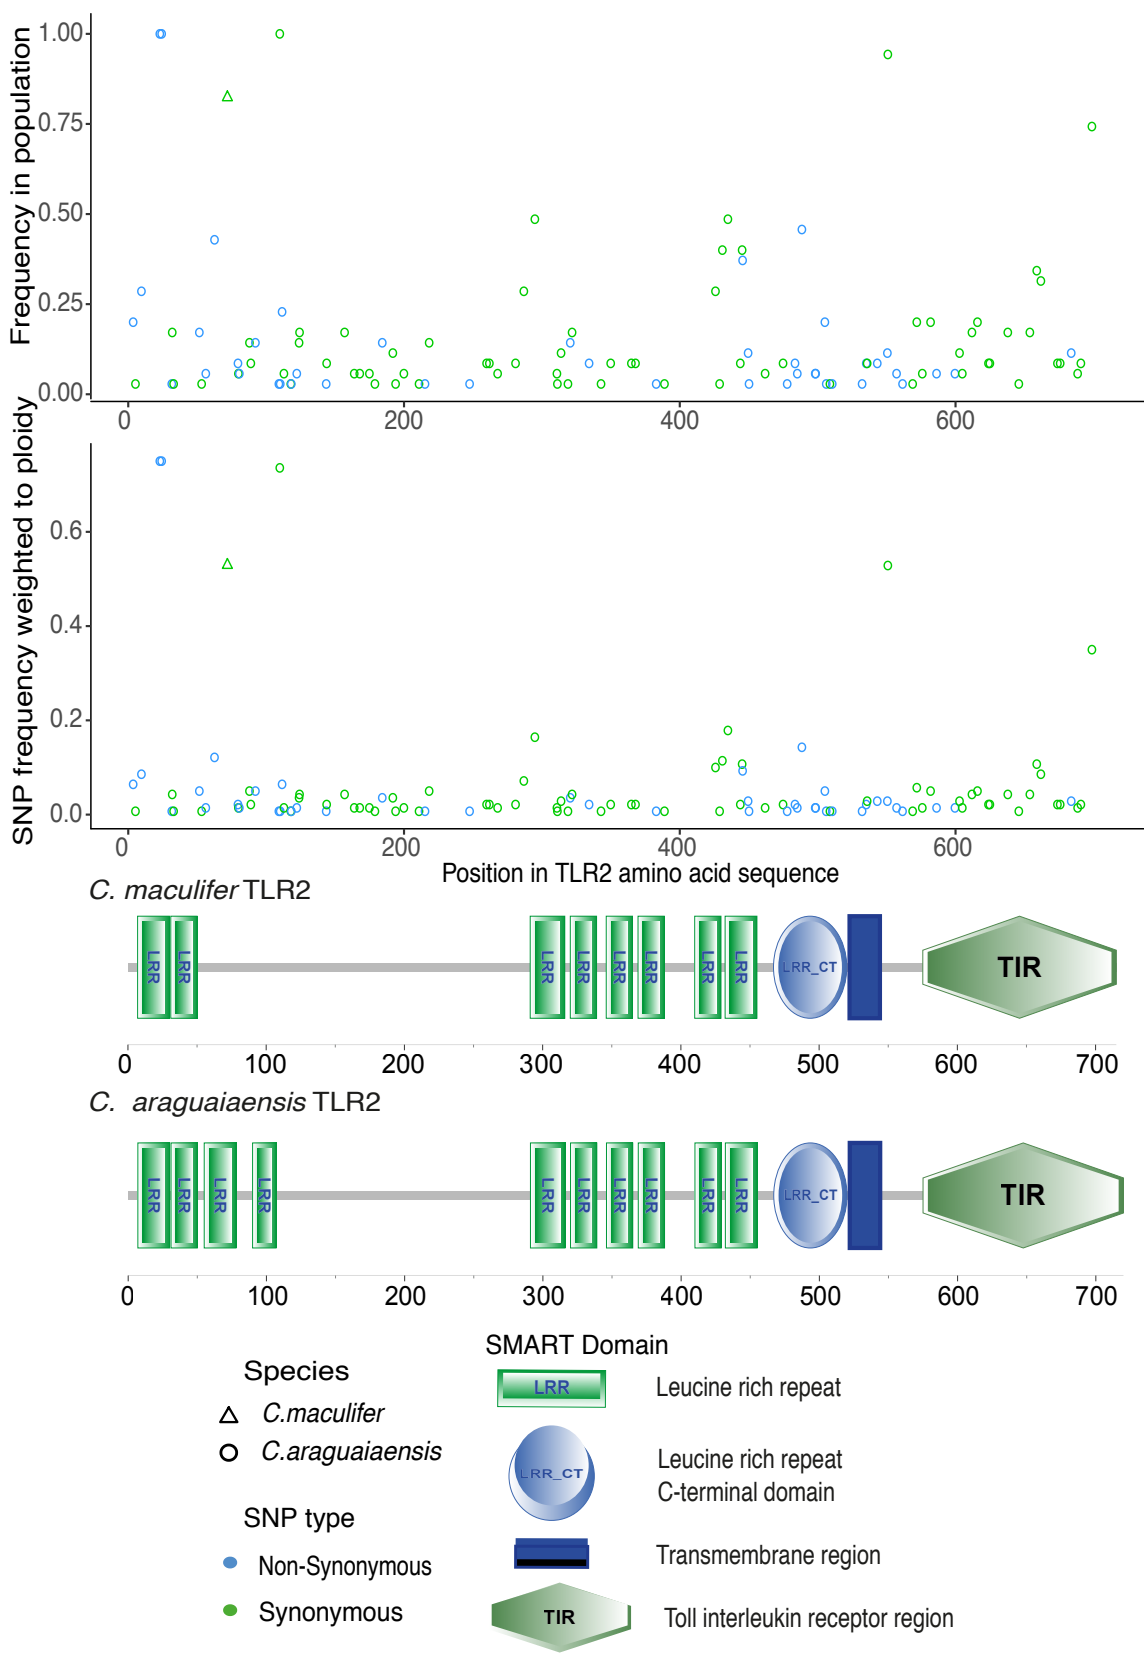 Frequency in population
1.00
0.75
0.50
0.25
0.00
0 200 400 600
SNP frequency weighted to ploidy
0.6
0.4
0.2
0.0
0 200 400 600
Position in TLR2 amino acid sequence
C. maculifer TLR2
LRR LRR LRR LRR LRR LRR LRR LRR LRR_CT TIR
0 100 200 300 400 500 600 700
C. araguaiaensis TLR2
LRR LRR LRR LRR LRR LRR LRR LRR LRR LRR LRR_CT TIR
0 100 200 300 400 500 600 700
Species
C.maculifer
C.araguaiaensis
SNP type
Non-Synonymous
Synonymous
SMART Domain
LRR Leucine rich repeat
LRR_CT Leucine rich repeat
C-terminal domain
Transmembrane region
TIR Toll interleukin receptor region